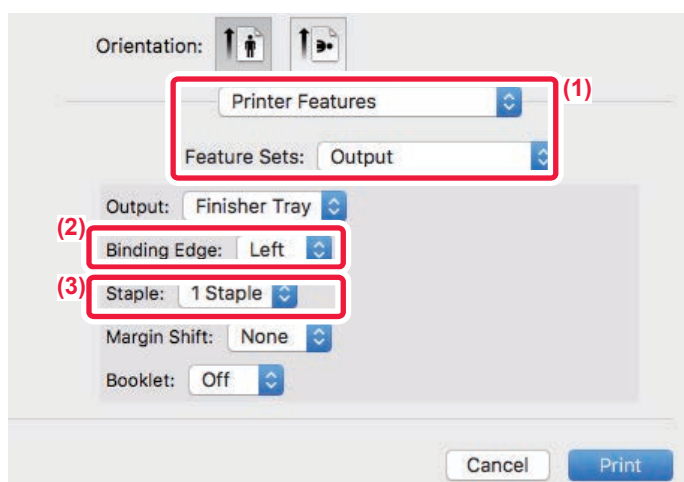 Orientation:
Printer Features
(1)
Feature Sets: Output
Output: Finisher Tray
(2)
Binding Edge: Left
(3)
Staple: 1 Staple
Margin Shift: None
Booklet: Off
Cancel Print